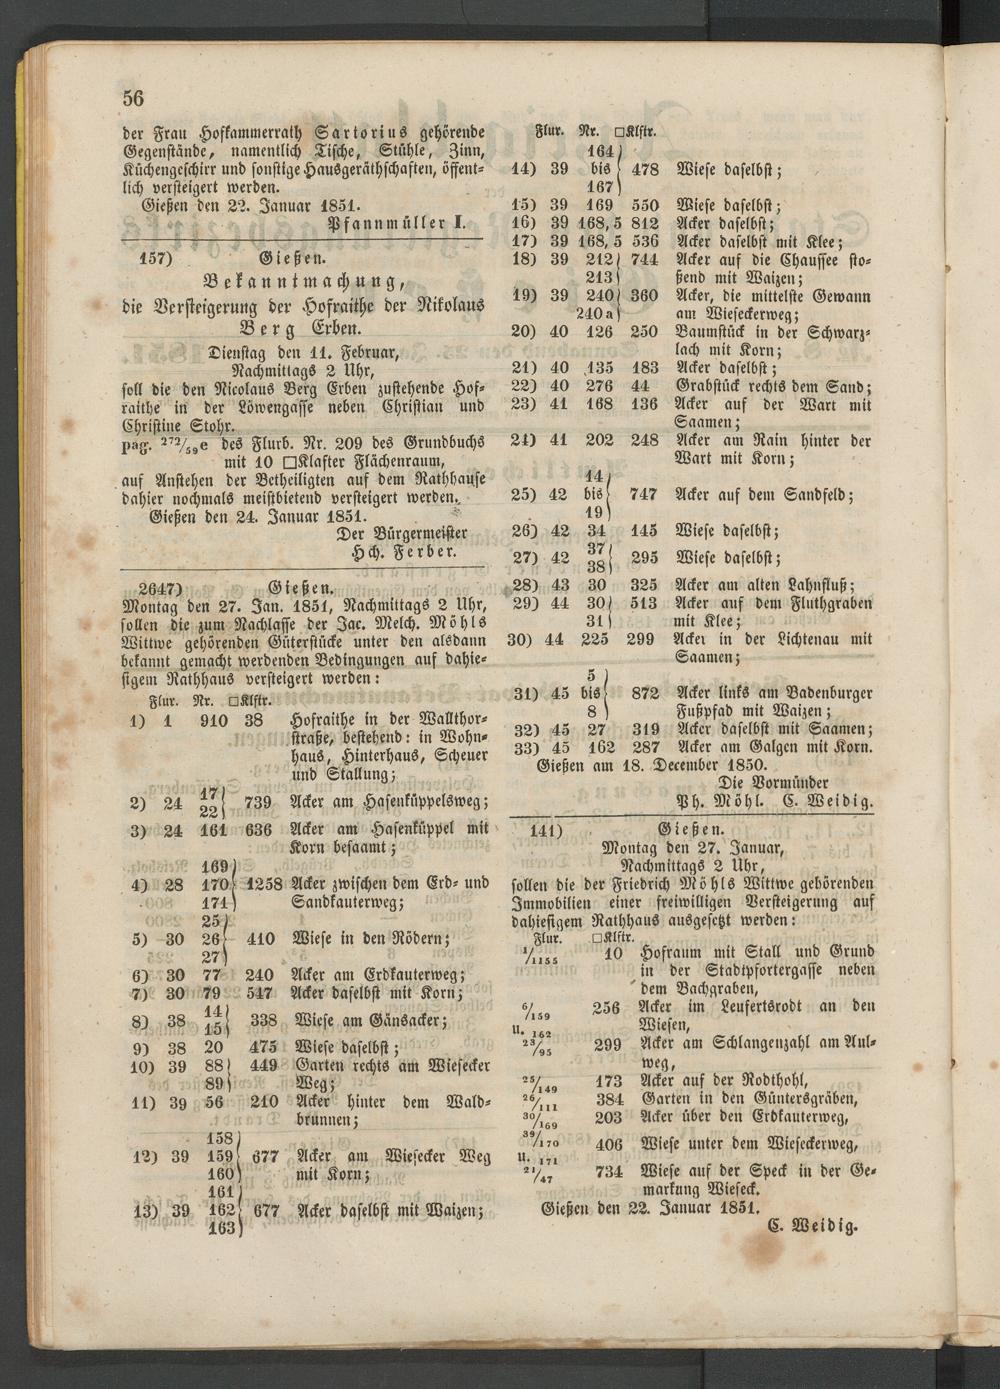 56
der Frau Hofkammerrath Sartorius gehörende
Gegenstände, namentlich Tische, Stühle, Zinn,
Küchengeschirr und sonstige Hausgeräthschaften, öffent-
lich versteigert werden.
Gießen den 22. Januar 1851.
Pfannmüller I.
157) Gießen.
Bekanntmachung,
die Versteigerung der Hofraithe der Nikolaus
Berg Erben.
Dienstag den 11. Februar,
Nachmittags 2 Uhr,
soll die den Nicolaus Berg Erben zustehende Hof-
raithe in der Löwengasse neben Christian und
Christine Stohr.
pag. 272/59e des Flurb. Nr. 209 des Grundbuchs
mit 10 □Klafter Flächenraum,
auf Anstehen der Betheiligten auf dem Rathhause
dahier nochmals meistbietend versteigert werden.
Gießen den 24. Januar 1851.
Der Bürgermeister
Hch. Ferber.
2647) Gießen.
Montag den 27. Jan. 1851, Nachmittags 2 Uhr,
sollen die zum Nachlasse der Jac. Melch. Möhls
Wittwe gehörenden Güterstücke unter den alsdann
bekannt gemacht werdenden Bedingungen auf dahie-
sigem Rathhaus versteigert werden:
Flur. Nr. □Klftr.
1) 1 910 38 Hofraithe in der Wallthor-
straße, bestehend: in Wohn-
haus, Hinterhaus, Scheuer
und Stallung;
17
2) 24 } 739 Acker am Hasenküppelsweg;
22
3) 24 161 636 Acker am Hasenküppel mit
Korn besaamt;
169
4) 28 170} 1258 Acker zwischen dem Erd- und
171 Sandkauterweg;
25
5) 30 26} 410 Wiese in den Rödern;
27
6) 30 77 240 Acker am Erdkauterweg;
7) 30 79 547 Acker daselbst mit Korn;
14
8) 38 } 338 Wiese am Gänsacker;
15
9) 38 20 475 Wiese daselbst;
10) 39 88} 449 Garten rechts am Wiesecker
89} Weg;
11) 39 56 210 Acker hinter dem Wald-
brunnen;
158
12) 39 159} 677 Acker am Wiesecker Weg
160 mit Korn;
161
13) 39 162} 677 Acker daselbst mit Waizen;
163
Flur. Nr. □Klftr.
164
14) 39 bis} 478 Wiese daselbst;
167
15) 39 169 550 Wiese daselbst;
16) 39 168,5 812 Acker daselbst;
17) 39 168,5 536 Acker daselbst mit Klee;
18) 39 212} 744 Acker auf die Chaussee sto-
213} ßend mit Waizen;
19) 39 240} 360 Acker, die mittelste Gewann
240a} am Wieseckerweg;
20) 40 126 250 Baumstück in der Schwarz-
lach mit Korn;
21) 40 135 183 Acker daselbst;
22) 40 276 44 Grabstück rechts dem Sand;
23) 41 168 136 Acker auf der Wart mit
Saamen;
24) 41 202 248 Acker am Rain hinter der
Wart mit Korn;
14
25) 42 bis} 747 Acker auf dem Sandfeld;
19
26) 42 34 145 Wiese daselbst;
37
27) 42 } 295 Wiese daselbst;
38
28) 43 30 325 Acker am alten Lahnfluß;
29) 44 30} 513 Acker auf dem Fluthgraben
31} mit Klee;
30) 44 225 299 Acker in der Lichtenau mit
Saamen;
5
31) 45 bis} 872 Acker links am Badenburger
8 Fußpfad mit Waizen;
32) 45 27 319 Acker daselbst mit Saamen;
33) 45 162 287 Acker am Galgen mit Korn.
Gießen am 18. December 1850.
Die Vormünder
Ph. Möhl. C. Weidig.
141) Gießen.
Montag den 27. Januar,
Nachmittags 2 Uhr,
sollen die der Friedrich Möhls Wittwe gehörenden
Immobilien einer freiwilligen Versteigerung auf
dahiesigem Rathhaus ausgesetzt werden:
Flur. □Klftr.
1/1155 10 Hofraum mit Stall und Grund
in der Stadtpfortergasse neben
dem Bachgraben,
6/159 256 Acker im Leufertsrodt an den
u. 162 Wiesen,
23/95 299 Acker am Schlangenzahl am Aul-
weg,
25/149 173 Acker auf der Rodthohl,
26/111 384 Garten in den Güntersgräben,
30/169 203 Acker über den Erdkauterweg,
39/170 406 Wiese unter dem Wieseckerweg,
u. 171
21/47 734 Wiese auf der Speck in der Ge-
markung Wieseck.
Gießen den 22. Januar 1851.
C. Weidig.